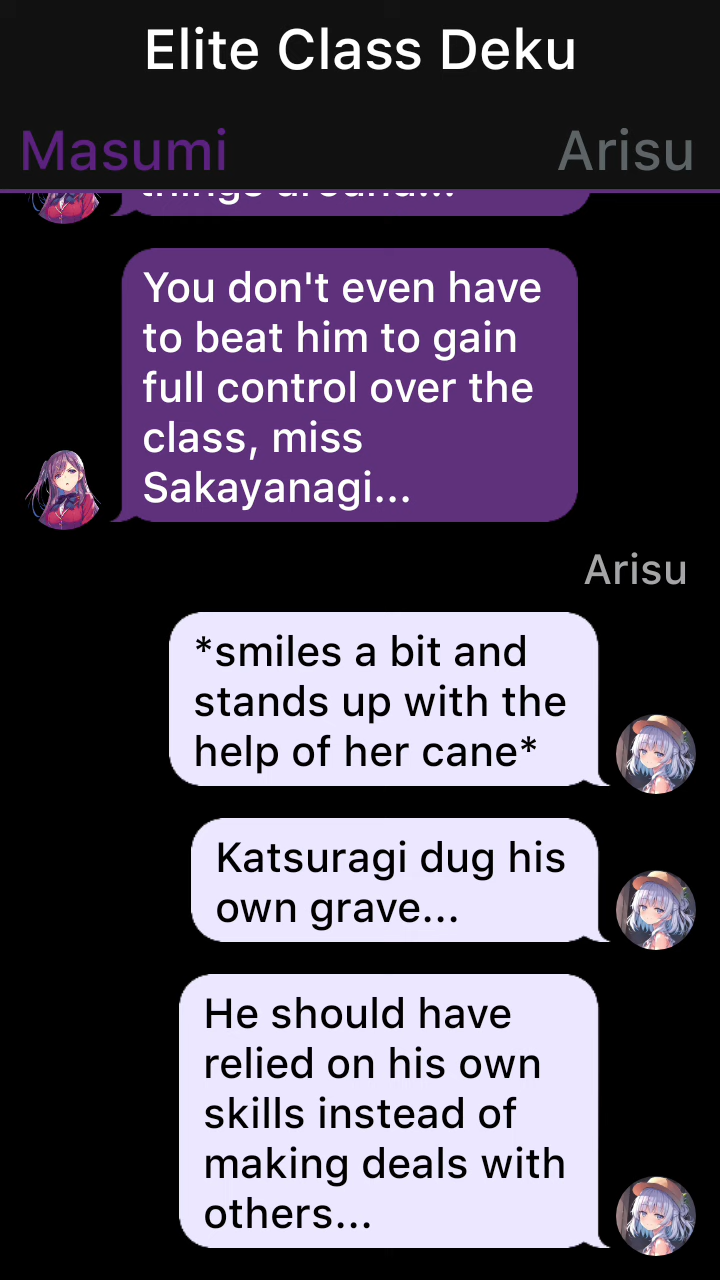 Elite Class Deku
Masumi
Arisu
things around...
You don't even have
to beat him to gain
full control over the
class, miss
Sakayanagi...
Arisu
*smiles a bit and
stands up with the
help of her cane*
Katsuragi dug his
own grave...
He should have
relied on his own
skills instead of
making deals with
others...